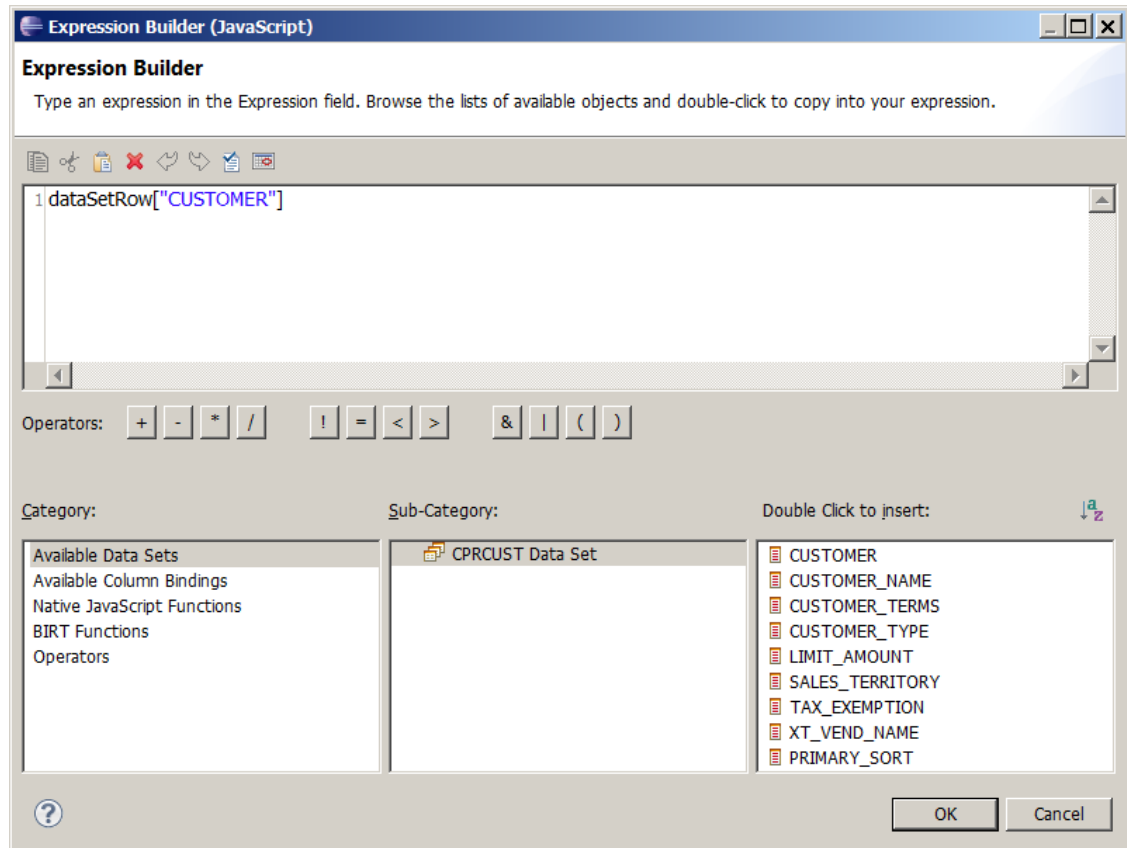 Expression Builder (JavaScript)
Expression Builder
Type an expression in the Expression field. Browse the lists of available objects and double-click to copy into your expression.
1 dataSetRow["CUSTOMER"]
Operators: + - * / ! = < > & | ( )
Category:
Available Data Sets
Available Column Bindings
Native JavaScript Functions
BIRT Functions
Operators
Sub-Category:
CPRCUST Data Set
Double Click to insert:
a
z
CUSTOMER
CUSTOMER_NAME
CUSTOMER_TERMS
CUSTOMER_TYPE
LIMIT_AMOUNT
SALES_TERRITORY
TAX_EXEMPTION
XT_VEND_NAME
PRIMARY_SORT
?
OK
Cancel